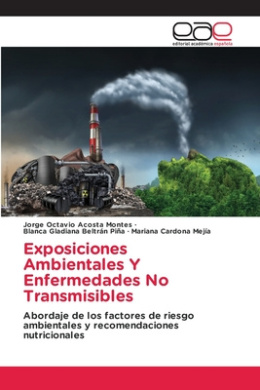 eae
editorial académica española
Jorge Octavio Acosta Montes ·
Blanca Gladiana Beltrán Piña · Mariana Cardona Mejía
Exposiciones
Ambientales Y
Enfermedades No
Transmisibles
Abordaje de los factores de riesgo
ambientales y recomendaciones
nutricionales